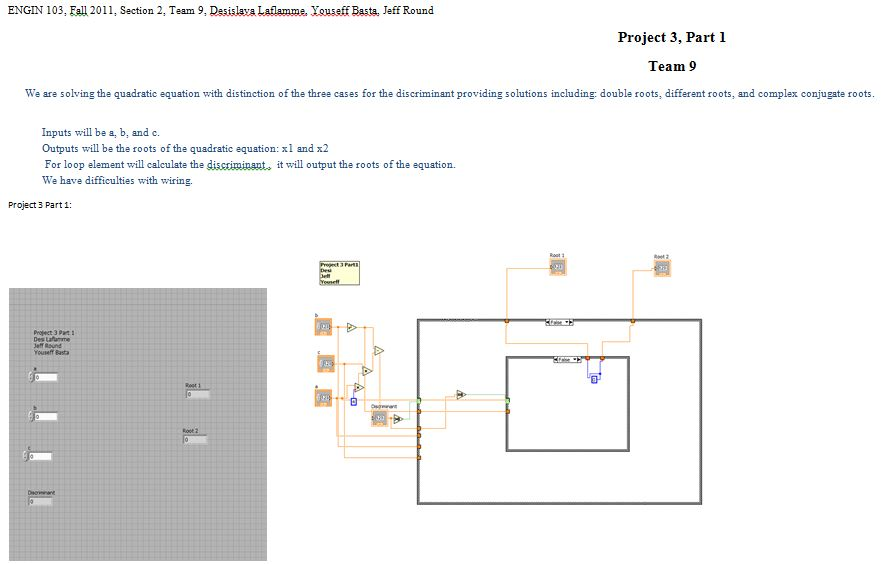 ENGIN 103, Fall 2011, Section 2, Team 9, Desislava Laflamme, Youseff Basta, Jeff Round
Project 3, Part 1
Team 9
We are solving the quadratic equation with distinction of the three cases for the discriminant providing solutions including: double roots, different roots, and complex conjugate roots.
Inputs will be a, b, and c.
Outputs will be the roots of the quadratic equation: x1 and x2
For loop element will calculate the discriminant, it will output the roots of the equation.
We have difficulties with wiring.
Project 3 Part 1:
Project 3 Part 1
Desi Laflamme
Jeff Round
Youseff Basta
a
0
b
0
c
0
Discriminant
0
Root 1
0
Root 2
0
Project 3 Part1
Desi
Jeff
Youseff
b
c
a
Discriminant
Root 1
Root 2
False
False